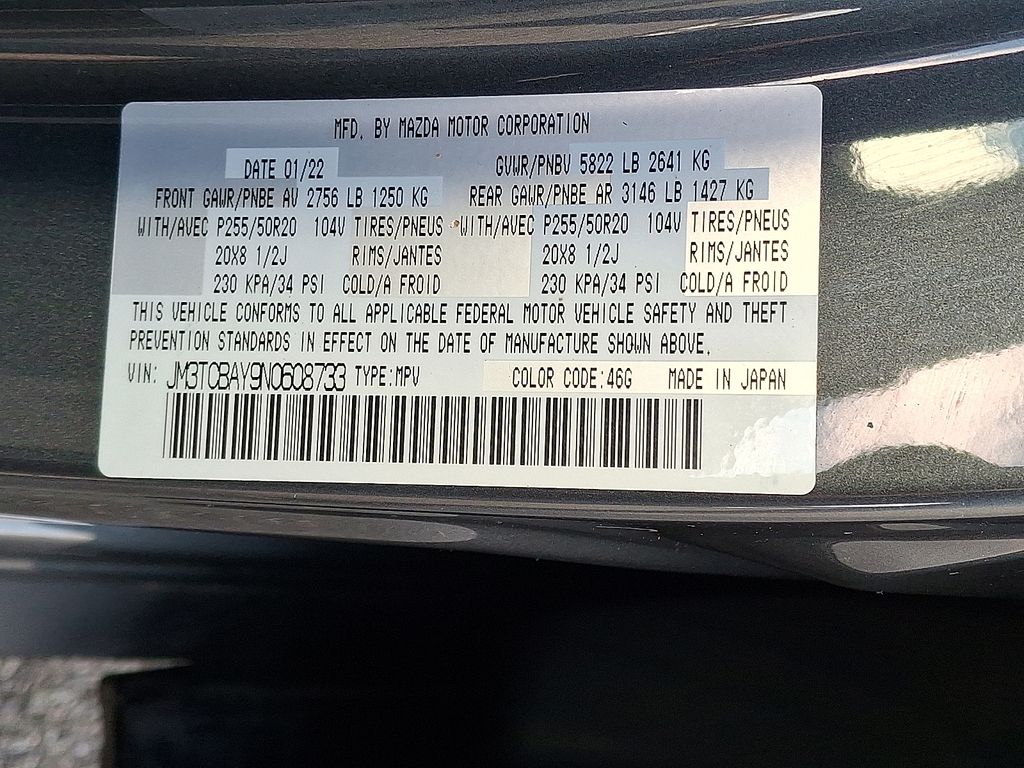 MFD. BY MAZDA MOTOR CORPORATION
DATE 01/22 GVWR/PNBV 5822 LB 2641 KG
FRONT GAWR/PNBE AV 2756 LB 1250 KG REAR GAWR/PNBE AR 3146 LB 1427 KG
WITH/AVEC P255/50R20 104V TIRES/PNEUS WITH/AVEC P255/50R20 104V TIRES/PNEUS
20X8 1/2J RIMS/JANTES 20X8 1/2J RIMS/JANTES
230 KPA/34 PSI COLD/A FROID 230 KPA/34 PSI COLD/A FROID
THIS VEHICLE CONFORMS TO ALL APPLICABLE FEDERAL MOTOR VEHICLE SAFETY AND THEFT
PREVENTION STANDARDS IN EFFECT ON THE DATE OF MANUFACTURE SHOWN ABOVE.
VIN: JM3TCBAY9N0608733 TYPE:MPV COLOR CODE:46G MADE IN JAPAN